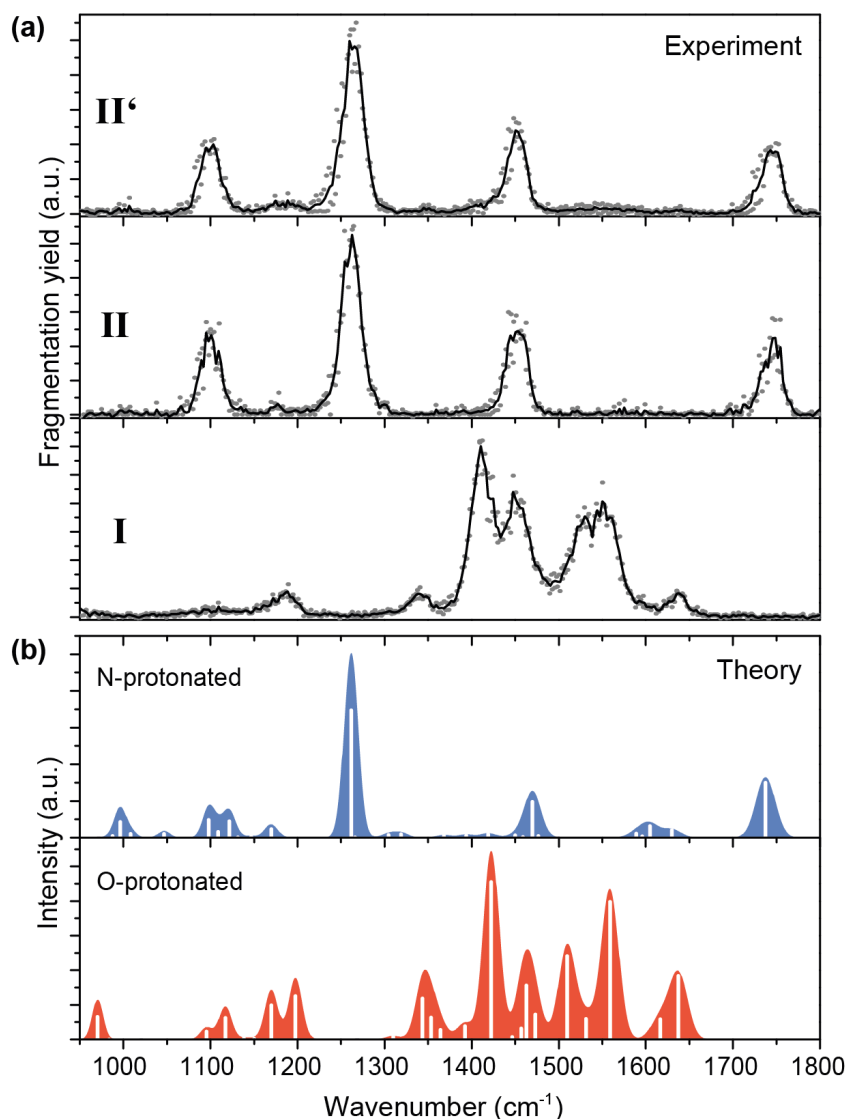 (a)
Experiment
II‘
II
I
Fragmentation yield (a.u.)
(b)
N-protonated
Theory
O-protonated
Intensity (a.u.)
1000 1100 1200 1300 1400 1500 1600 1700 1800
Wavenumber (cm-1)